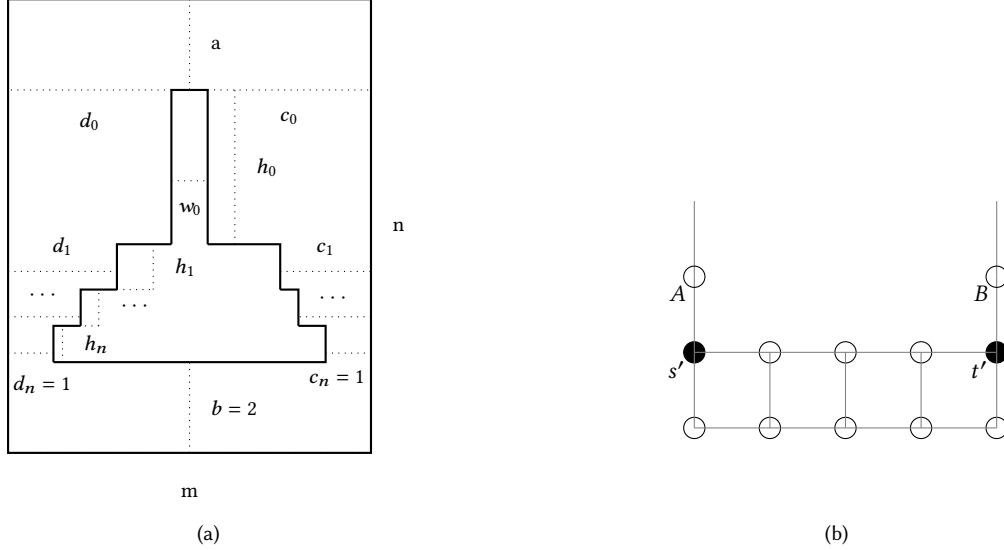 a
d₀
c₀
h₀
w₀
n
d₁
c₁
h₁
...
...
...
hₙ
dₙ = 1
cₙ = 1
b = 2
m
(a)
A
B
s′
t′
(b)